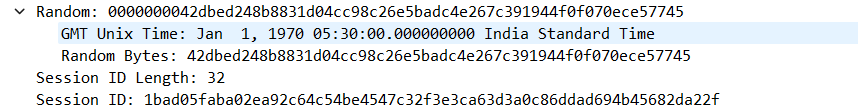 Random: 0000000042dbed248b8831d04cc98c26e5badc4e267c391944f0f070ece57745
GMT Unix Time: Jan  1, 1970 05:30:00.000000000 India Standard Time
Random Bytes: 42dbed248b8831d04cc98c26e5badc4e267c391944f0f070ece57745
Session ID Length: 32
Session ID: 1bad05faba02ea92c64c54be4547c32f3e3ca63d3a0c86ddad694b45682da22f